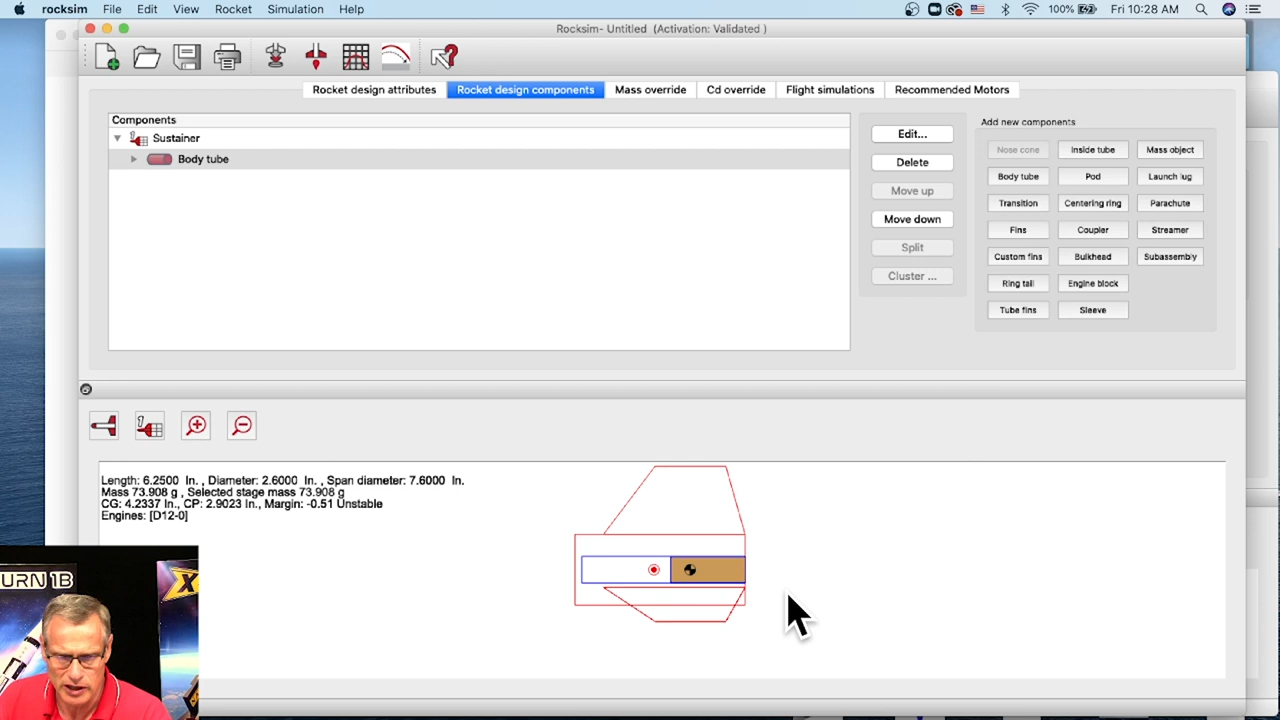 rocksim File Edit View Rocket Simulation Help 100% Fri 10:28 AM
Rocksim- Untitled (Activation: Validated )
Rocket design attributes Rocket design components Mass override Cd override Flight simulations Recommended Motors
Components
Sustainer
Body tube
Edit...
Delete
Move up
Move down
Split
Cluster ...
Add new components
Nose cone Inside tube Mass object
Body tube Pod Launch lug
Transition Centering ring Parachute
Fins Coupler Streamer
Custom fins Bulkhead Subassembly
Ring tail Engine block
Tube fins Sleeve
Length: 6.2500 In. , Diameter: 2.6000 In. , Span diameter: 7.6000 In.
Mass 73.908 g , Selected stage mass 73.908 g
CG: 4.2337 In., CP: 2.9023 In., Margin: -0.51 Unstable
Engines: [D12-0]
URN 1B
X